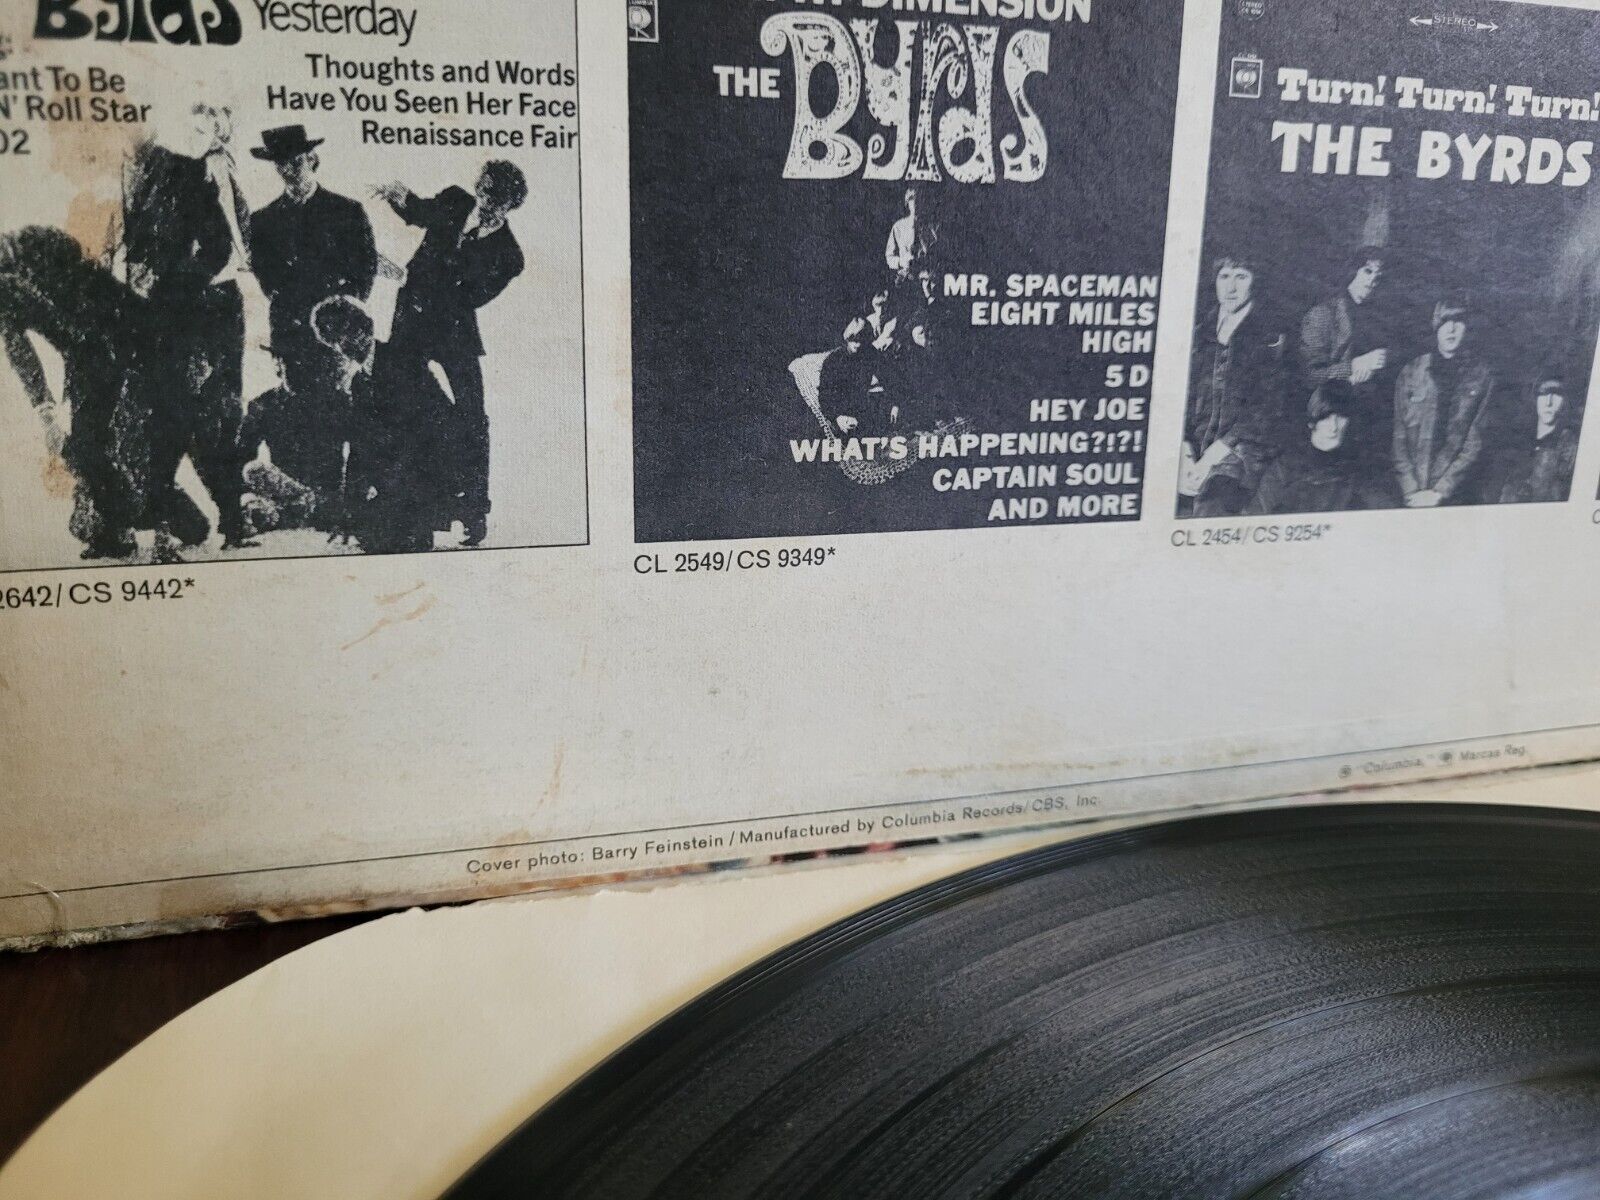 Byrds Yesterday
Want To Be
N' Roll Star
02
Thoughts and Words
Have You Seen Her Face
Renaissance Fair
2642/ CS 9442*
DIMENSION
THE Byrds
MR. SPACEMAN
EIGHT MILES
HIGH
5 D
HEY JOE
WHAT'S HAPPENING?!?!
CAPTAIN SOUL
AND MORE
CL 2549/ CS 9349*
STEREO
Turn! Turn! Turn!
THE BYRDS
CL 2454/ CS 9254*
Cover photo: Barry Feinstein / Manufactured by Columbia Records/CBS, Inc.
® "Columbia," ® Marcas Reg.